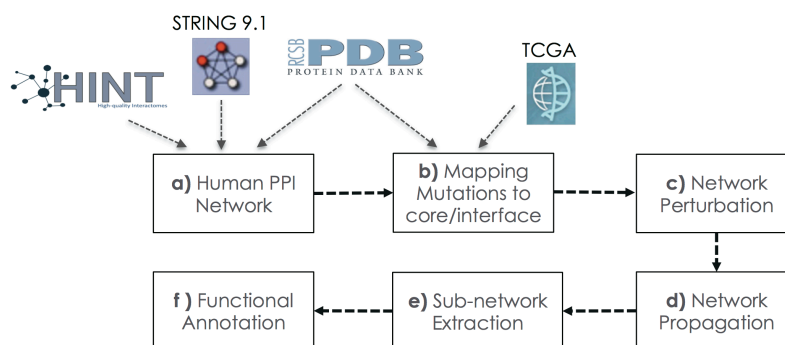 STRING 9.1
HINT
High-quality Interactomes
RCSB
PDB
PROTEIN DATA BANK
TCGA
a) Human PPI
Network
b) Mapping
Mutations to
core/interface
c) Network
Perturbation
f ) Functional
Annotation
e) Sub-network
Extraction
d) Network
Propagation